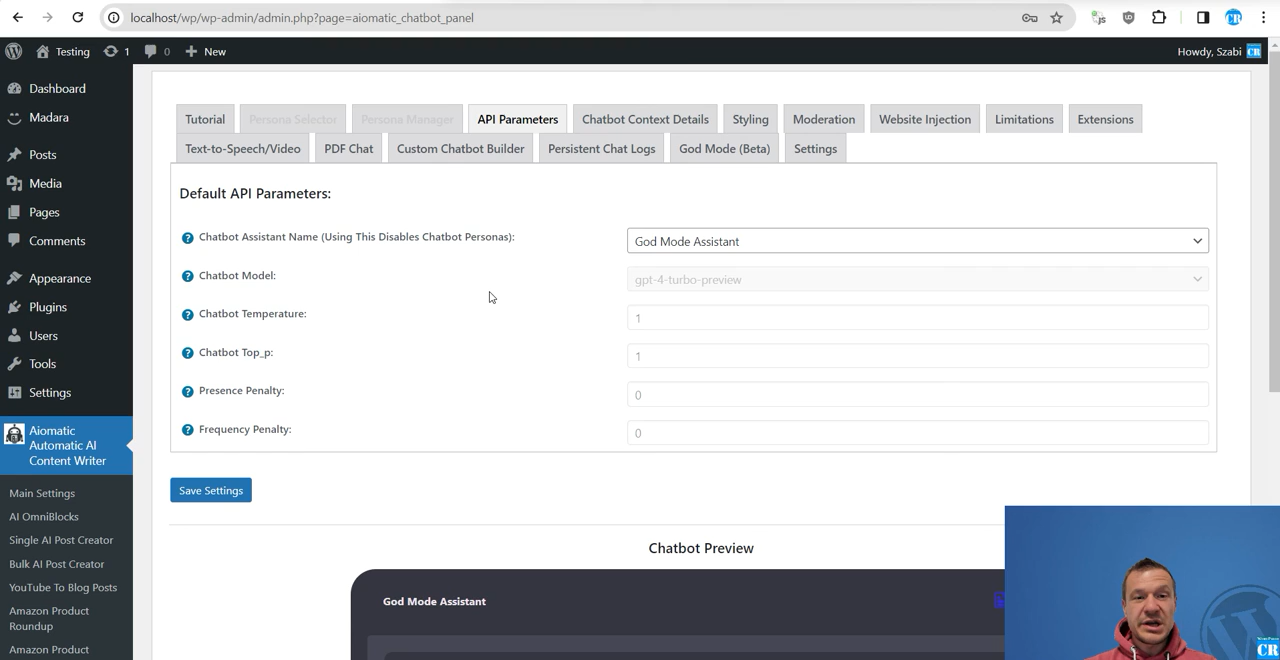 localhost/wp/wp-admin/admin.php?page=aiomatic_chatbot_panel
Testing 1 0 New Howdy, Szabi CR
Dashboard
Madara
Posts
Media
Pages
Comments
Appearance
Plugins
Users
Tools
Settings
Aiomatic
Automatic AI
Content Writer
Main Settings
AI OmniBlocks
Single AI Post Creator
Bulk AI Post Creator
YouTube To Blog Posts
Amazon Product
Roundup
Amazon Product
Tutorial Persona Selector Persona Manager API Parameters Chatbot Context Details Styling Moderation Website Injection Limitations Extensions
Text-to-Speech/Video PDF Chat Custom Chatbot Builder Persistent Chat Logs God Mode (Beta) Settings
Default API Parameters:
Chatbot Assistant Name (Using This Disables Chatbot Personas): God Mode Assistant
Chatbot Model: gpt-4-turbo-preview
Chatbot Temperature: 1
Chatbot Top_p: 1
Presence Penalty: 0
Frequency Penalty: 0
Save Settings
Chatbot Preview
God Mode Assistant
CR